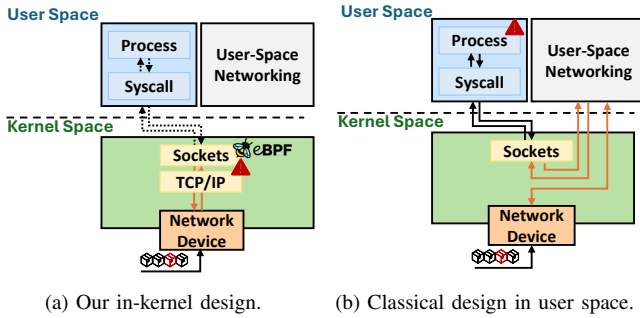 User Space
Process
Syscall
User-Space
Networking
Kernel Space
Sockets
eBPF
TCP/IP
Network
Device
(a) Our in-kernel design.
User Space
Process
Syscall
User-Space
Networking
Kernel Space
Sockets
Network
Device
(b) Classical design in user space.